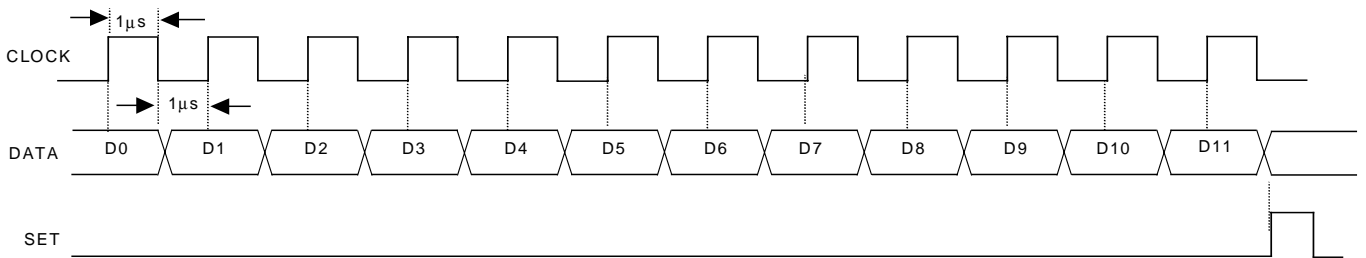 1μs
CLOCK
1μs
DATA D0 D1 D2 D3 D4 D5 D6 D7 D8 D9 D10 D11
SET